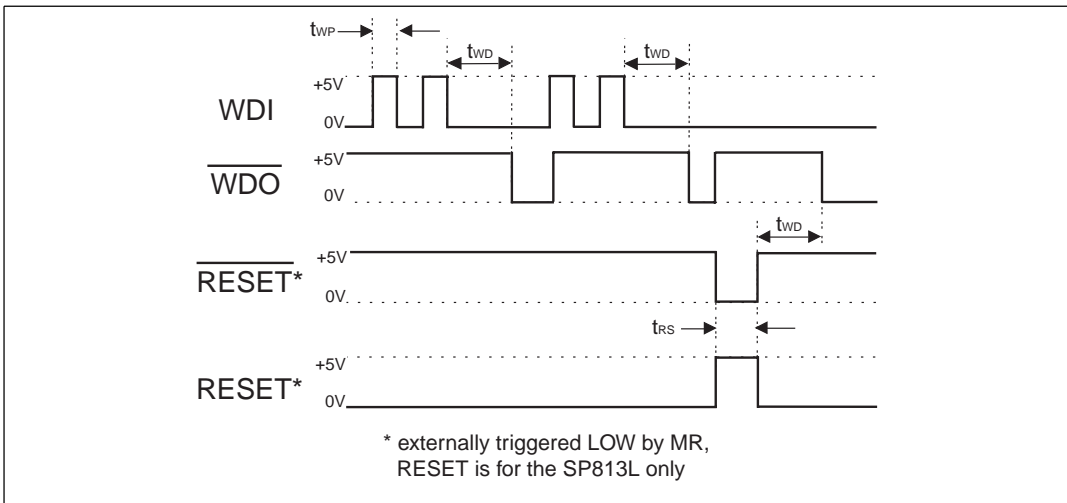 tWP
tWD
tWD
+5V
WDI
0V
+5V
WDO
0V
tWD
+5V
RESET*
0V
tRS
+5V
RESET*
0V
* externally triggered LOW by MR,
RESET is for the SP813L only